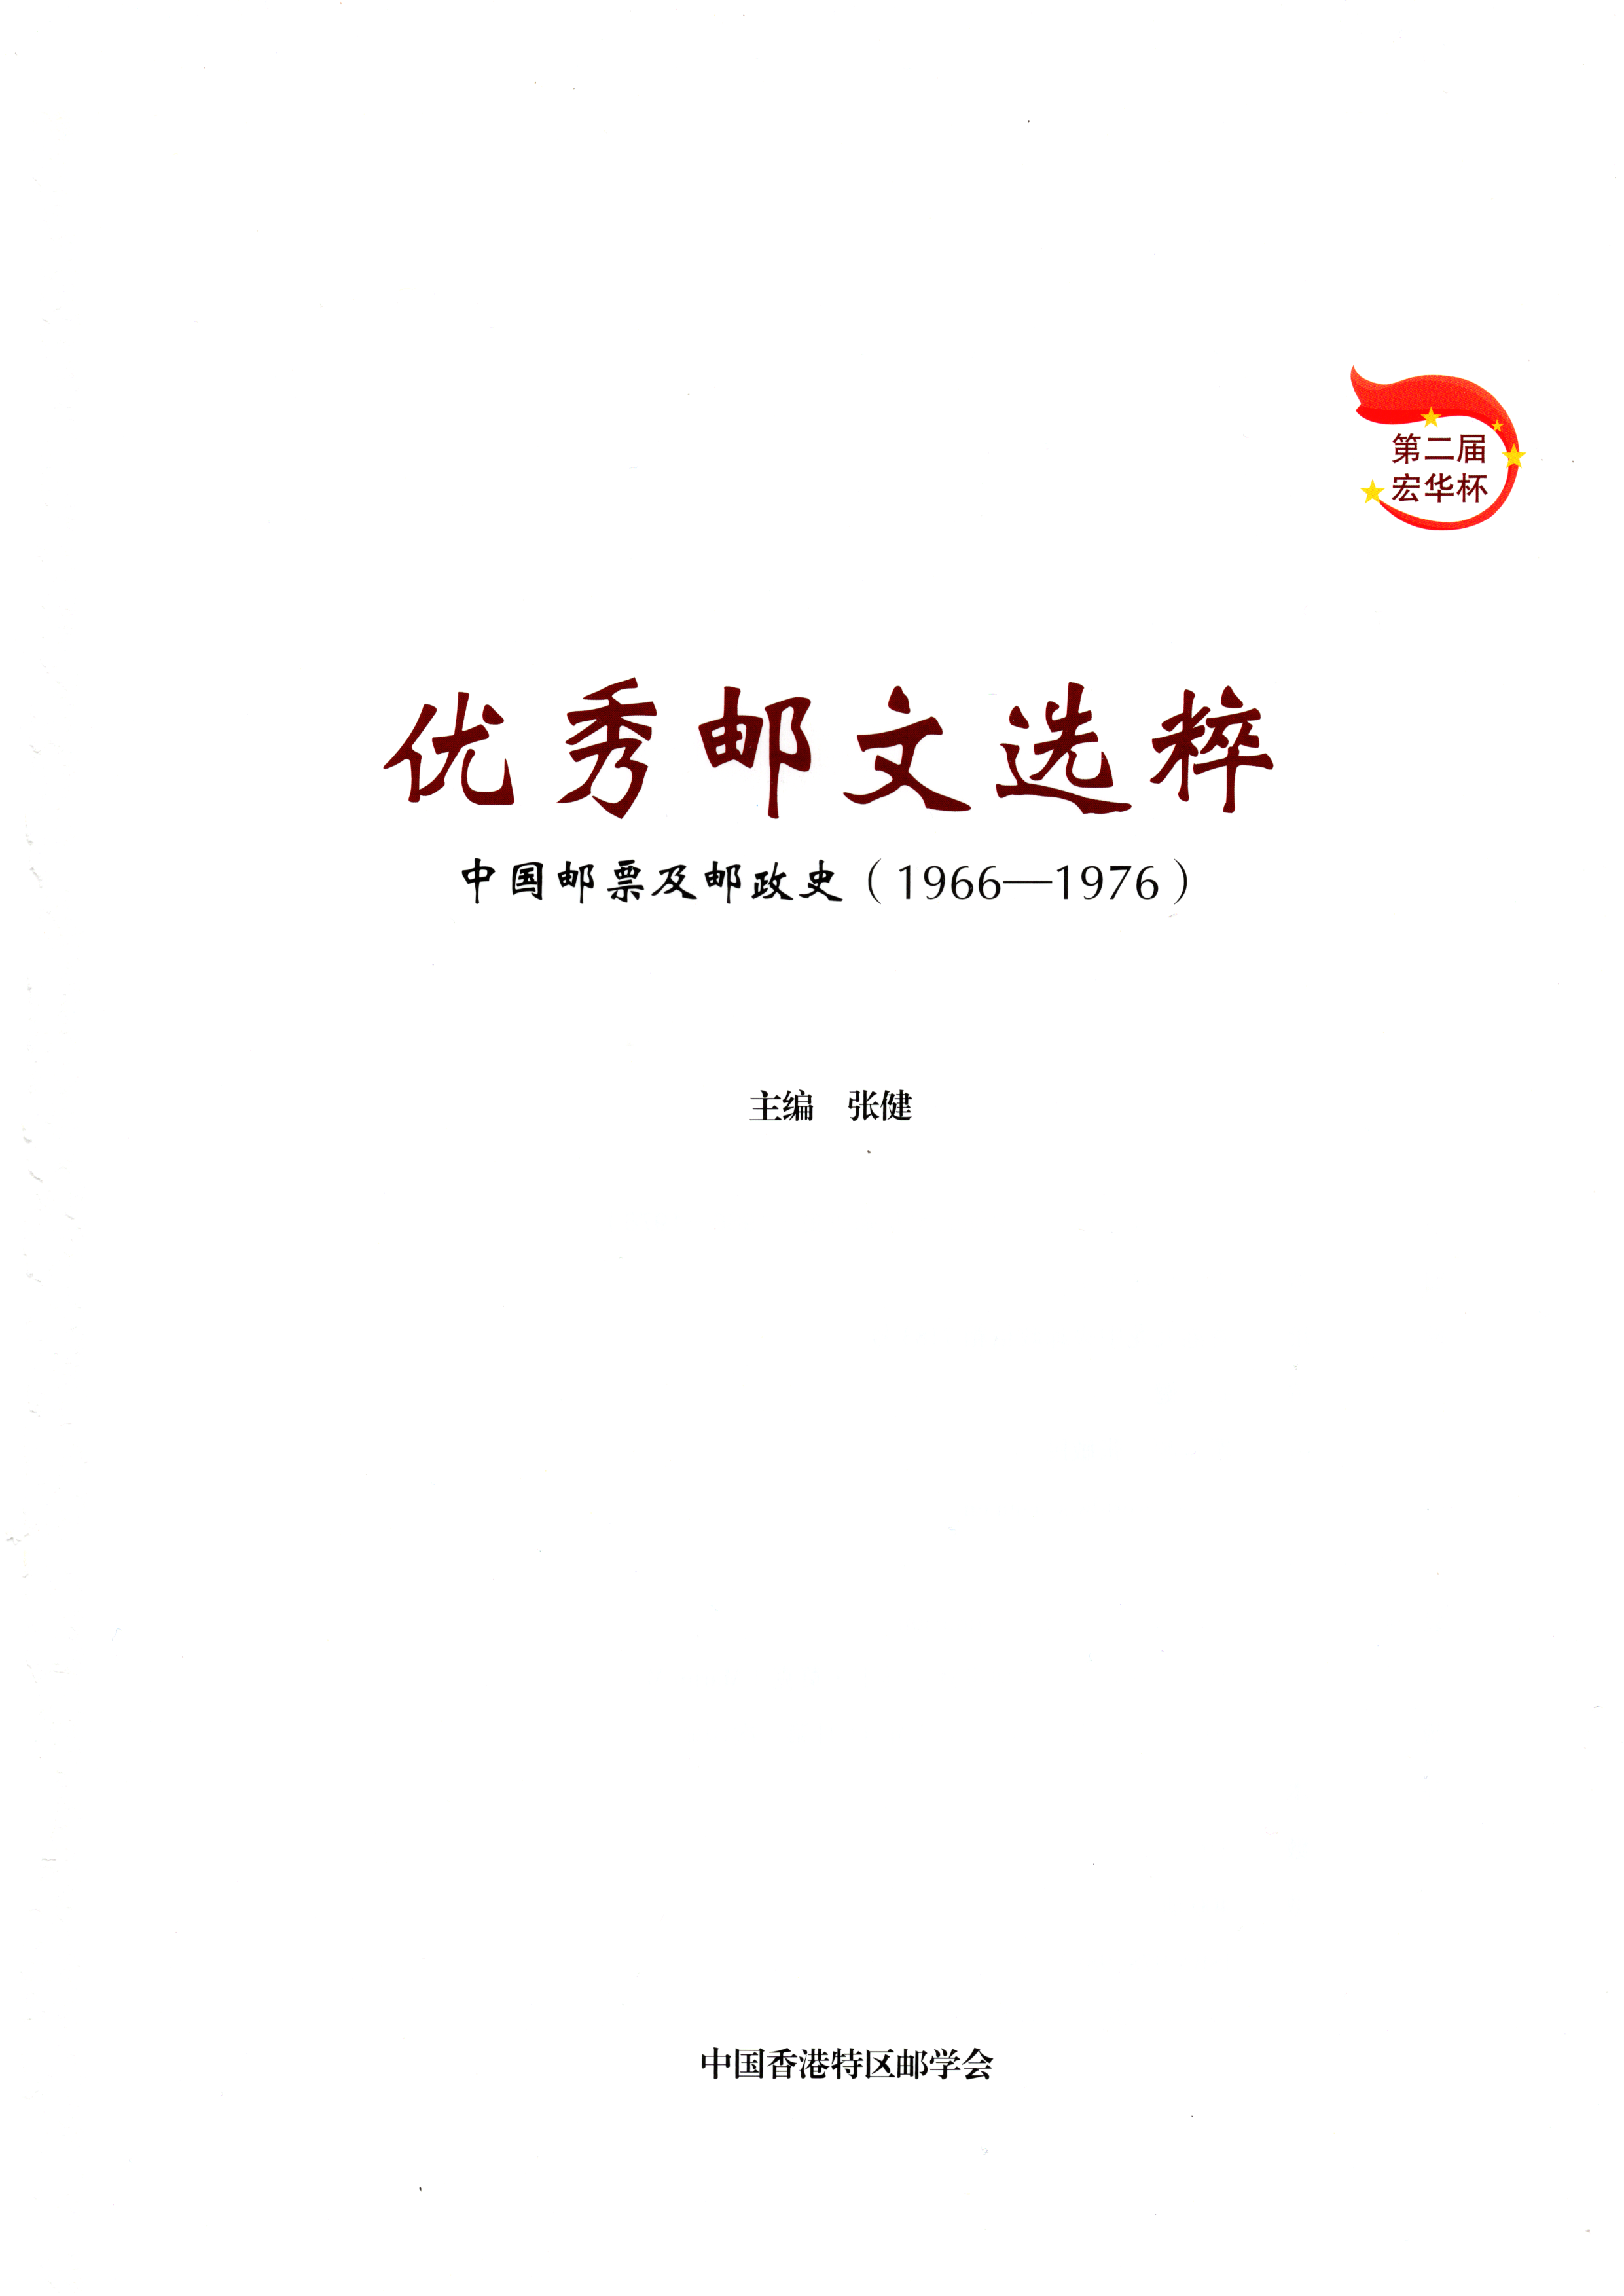 第二届
宏华杯
优秀邮文选粹
中国邮票及邮政史（1966—1976）
主编 张健
中国香港特区邮学会